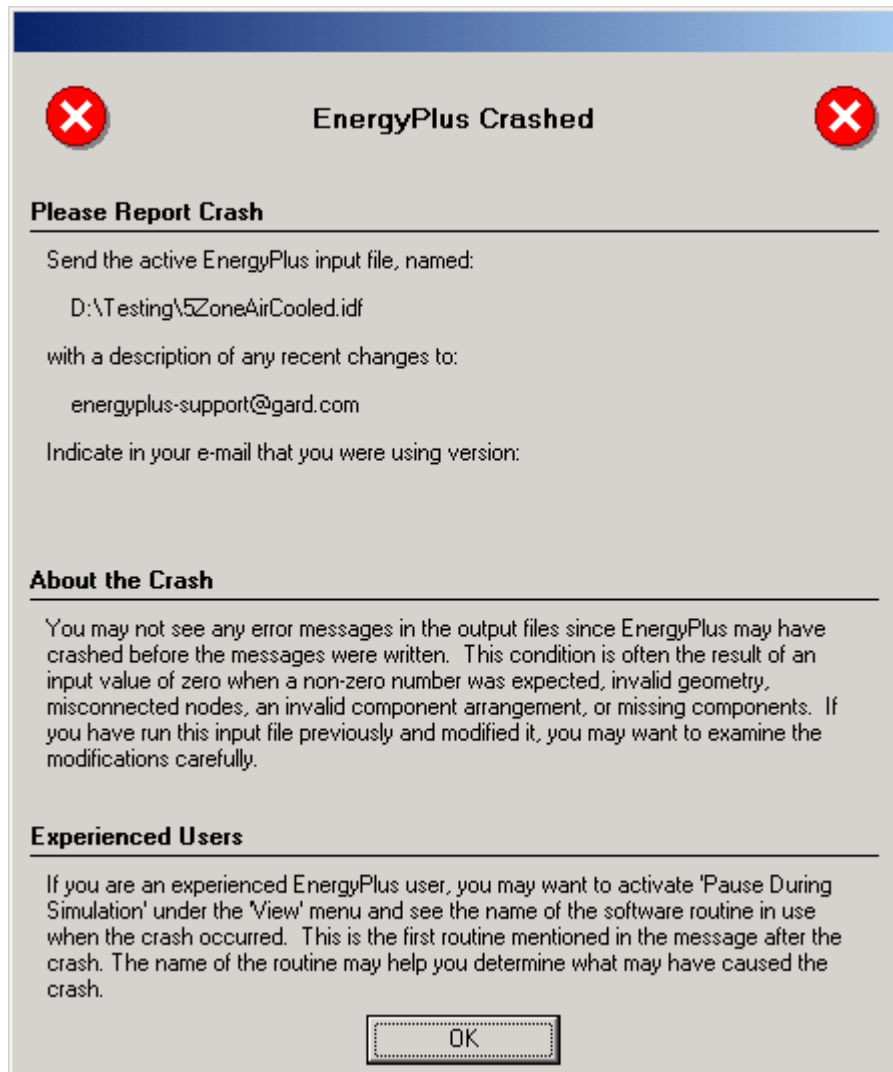 EnergyPlus Crashed
Please Report Crash
Send the active EnergyPlus input file, named:
D:\Testing\5ZoneAirCooled.idf
with a description of any recent changes to:
energyplus-support@gard.com
Indicate in your e-mail that you were using version:
About the Crash
You may not see any error messages in the output files since EnergyPlus may have
crashed before the messages were written.  This condition is often the result of an
input value of zero when a non-zero number was expected, invalid geometry,
misconnected nodes, an invalid component arrangement, or missing components.  If
you have run this input file previously and modified it, you may want to examine the
modifications carefully.
Experienced Users
If you are an experienced EnergyPlus user, you may want to activate 'Pause During
Simulation' under the 'View' menu and see the name of the software routine in use
when the crash occurred.  This is the first routine mentioned in the message after the
crash. The name of the routine may help you determine what may have caused the
crash.
OK